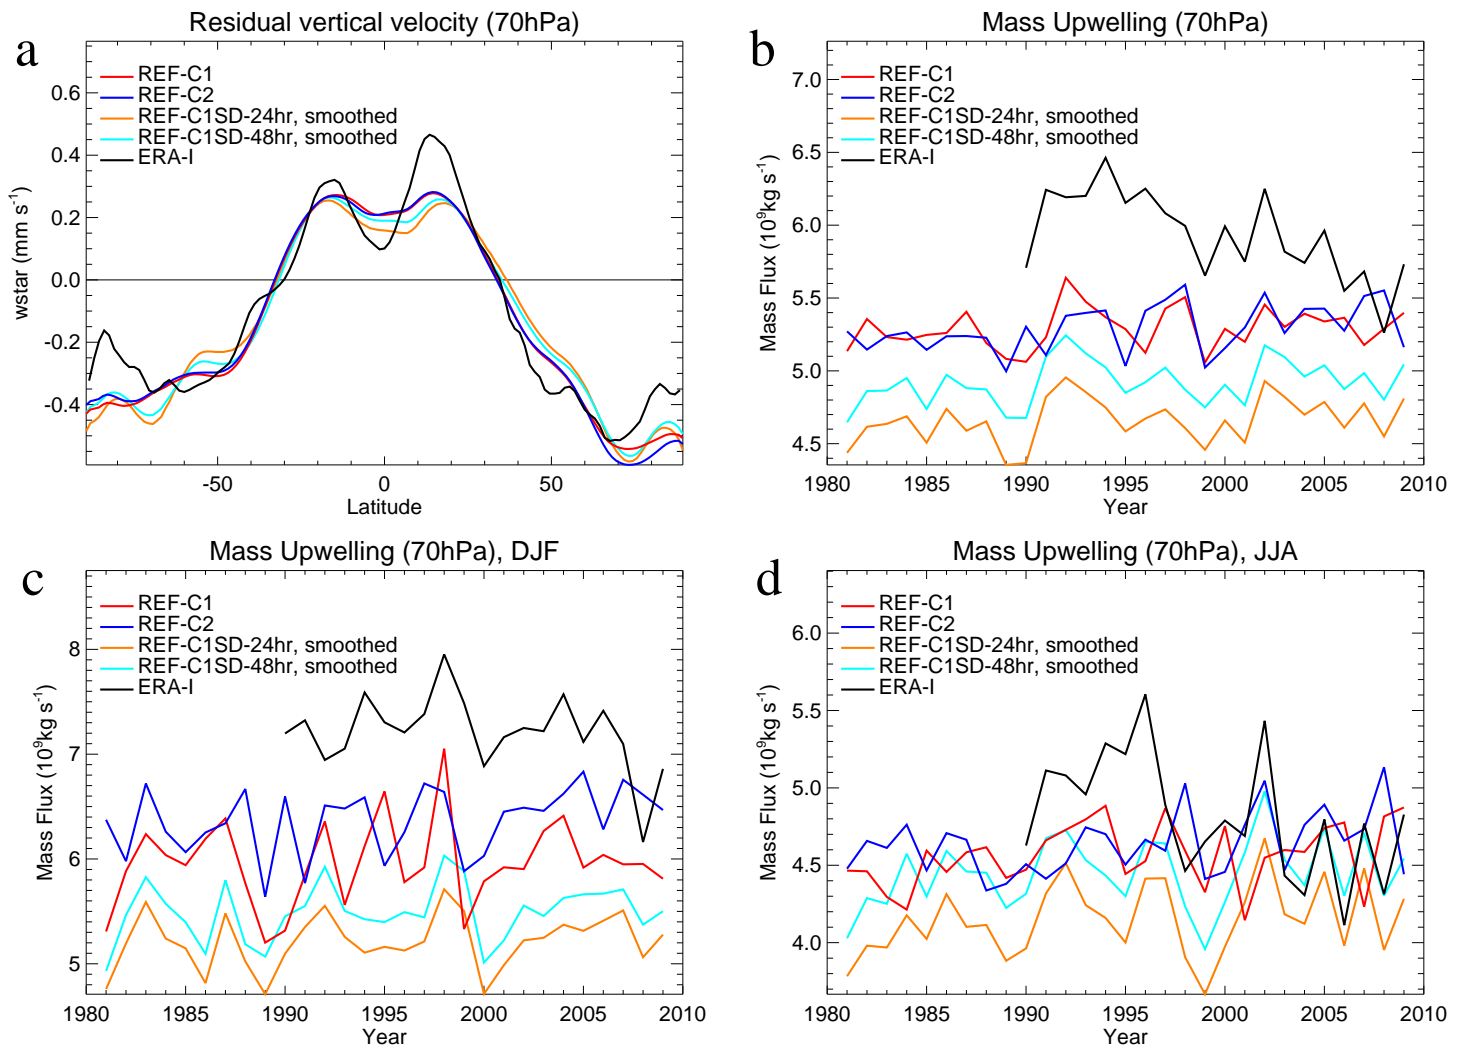 a
Residual vertical velocity (70hPa)
REF-C1
REF-C2
REF-C1SD-24hr, smoothed
REF-C1SD-48hr, smoothed
ERA-I
wstar (mm s⁻¹)
0.6
0.4
0.2
0.0
-0.2
-0.4
-50
0
50
Latitude
b
Mass Upwelling (70hPa)
REF-C1
REF-C2
REF-C1SD-24hr, smoothed
REF-C1SD-48hr, smoothed
ERA-I
Mass Flux (10⁹kg s⁻¹)
7.0
6.5
6.0
5.5
5.0
4.5
1980
1985
1990
1995
2000
2005
2010
Year
c
Mass Upwelling (70hPa), DJF
REF-C1
REF-C2
REF-C1SD-24hr, smoothed
REF-C1SD-48hr, smoothed
ERA-I
Mass Flux (10⁹kg s⁻¹)
8
7
6
5
1980
1985
1990
1995
2000
2005
2010
Year
d
Mass Upwelling (70hPa), JJA
REF-C1
REF-C2
REF-C1SD-24hr, smoothed
REF-C1SD-48hr, smoothed
ERA-I
Mass Flux (10⁹kg s⁻¹)
6.0
5.5
5.0
4.5
4.0
1980
1985
1990
1995
2000
2005
2010
Year